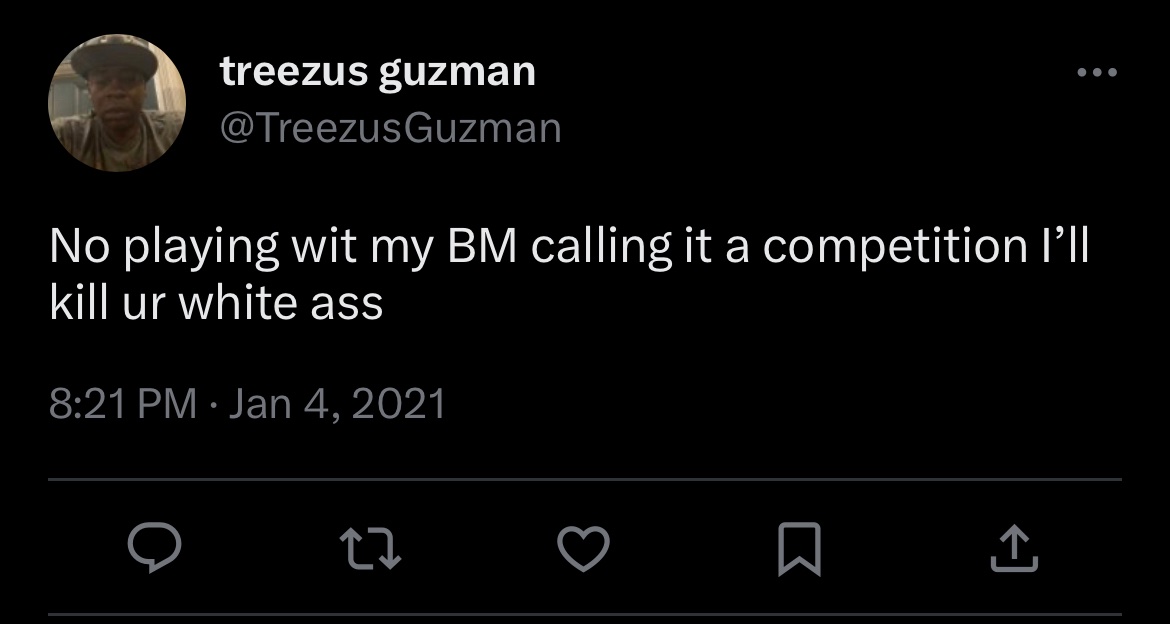 treezus guzman
@TreezusGuzman
No playing wit my BM calling it a competition I’ll
kill ur white ass
8:21 PM · Jan 4, 2021